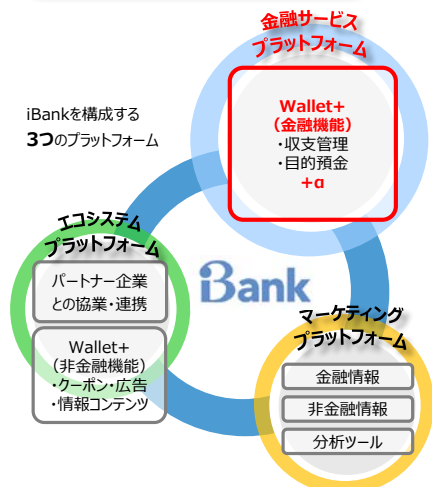 金融サービス
プラットフォーム
Wallet+
（金融機能）
・収支管理
・目的預金
+α
iBankを構成する
3つのプラットフォーム
エコシステム
プラットフォーム
パートナー企業
との協業・連携
Wallet+
（非金融機能）
・クーポン・広告
・情報コンテンツ
iBank
マーケティング
プラットフォーム
金融情報
非金融情報
分析ツール